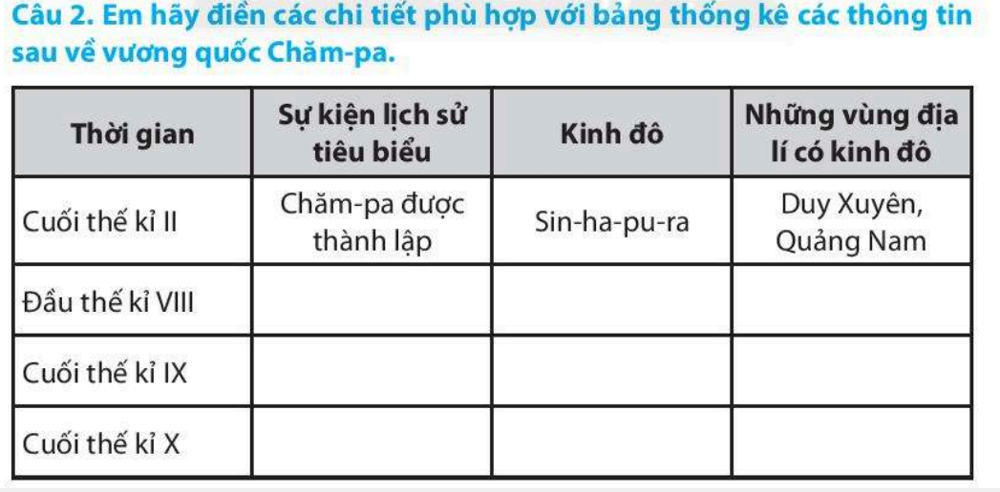 Câu 2. Em hãy điền các chi tiết phù hợp với bảng thống kê các thông tin
sau về vương quốc Chăm-pa.
Thời gian
Sự kiện lịch sử
tiêu biểu
Kinh đô
Những vùng địa
lí có kinh đô
Cuối thế kỉ II
Chăm-pa được
thành lập
Sin-ha-pu-ra
Duy Xuyên,
Quảng Nam
Đầu thế kỉ VIII
Cuối thế kỉ IX
Cuối thế kỉ X